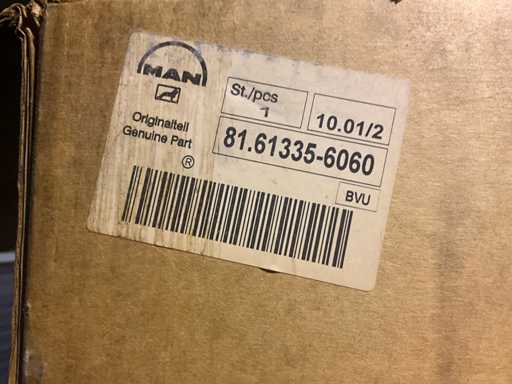 MAN
Originalteil
Genuine Part
®
St./pcs
1
10.01/2
81.61335-6060
BVU